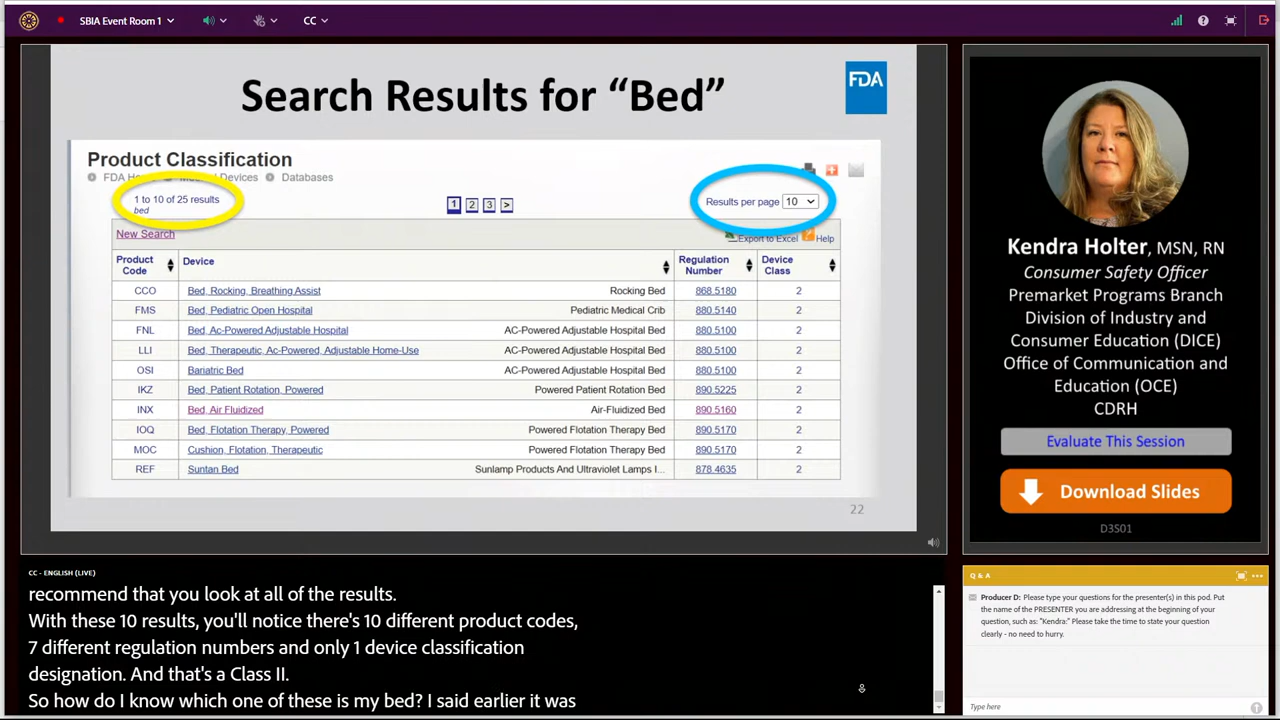 SBIA Event Room 1
CC
Search Results for “Bed”
FDA
Product Classification
FDA Ho Medical Devices Databases
1 to 10 of 25 results
bed
1 2 3 >
Results per page 10
New Search
Export to Excel Help
Product Code Device Regulation Number Device Class
CCO Bed, Rocking, Breathing Assist Rocking Bed 868.5180 2
FMS Bed, Pediatric Open Hospital Pediatric Medical Crib 880.5140 2
FNL Bed, Ac-Powered Adjustable Hospital AC-Powered Adjustable Hospital Bed 880.5100 2
LLI Bed, Therapeutic, Ac-Powered, Adjustable Home-Use AC-Powered Adjustable Hospital Bed 880.5100 2
OSI Bariatric Bed AC-Powered Adjustable Hospital Bed 880.5100 2
IKZ Bed, Patient Rotation, Powered Powered Patient Rotation Bed 890.5225 2
INX Bed, Air Fluidized Air-Fluidized Bed 890.5160 2
IOQ Bed, Flotation Therapy, Powered Powered Flotation Therapy Bed 890.5170 2
MOC Cushion, Flotation, Therapeutic Powered Flotation Therapy Bed 890.5170 2
REF Suntan Bed Sunlamp Products And Ultraviolet Lamps I... 878.4635 2
22
Kendra Holter, MSN, RN
Consumer Safety Officer
Premarket Programs Branch
Division of Industry and
Consumer Education (DICE)
Office of Communication and
Education (OCE)
CDRH
Evaluate This Session
Download Slides
D3S01
CC - ENGLISH (LIVE)
recommend that you look at all of the results.
With these 10 results, you'll notice there's 10 different product codes,
7 different regulation numbers and only 1 device classification
designation. And that's a Class II.
So how do I know which one of these is my bed? I said earlier it was
Q & A
Producer D: Please type your questions for the presenter(s) in this pod. Put
the name of the PRESENTER you are addressing at the beginning of your
question, such as: "Kendra:" Please take the time to state your question
clearly - no need to hurry.
Type here